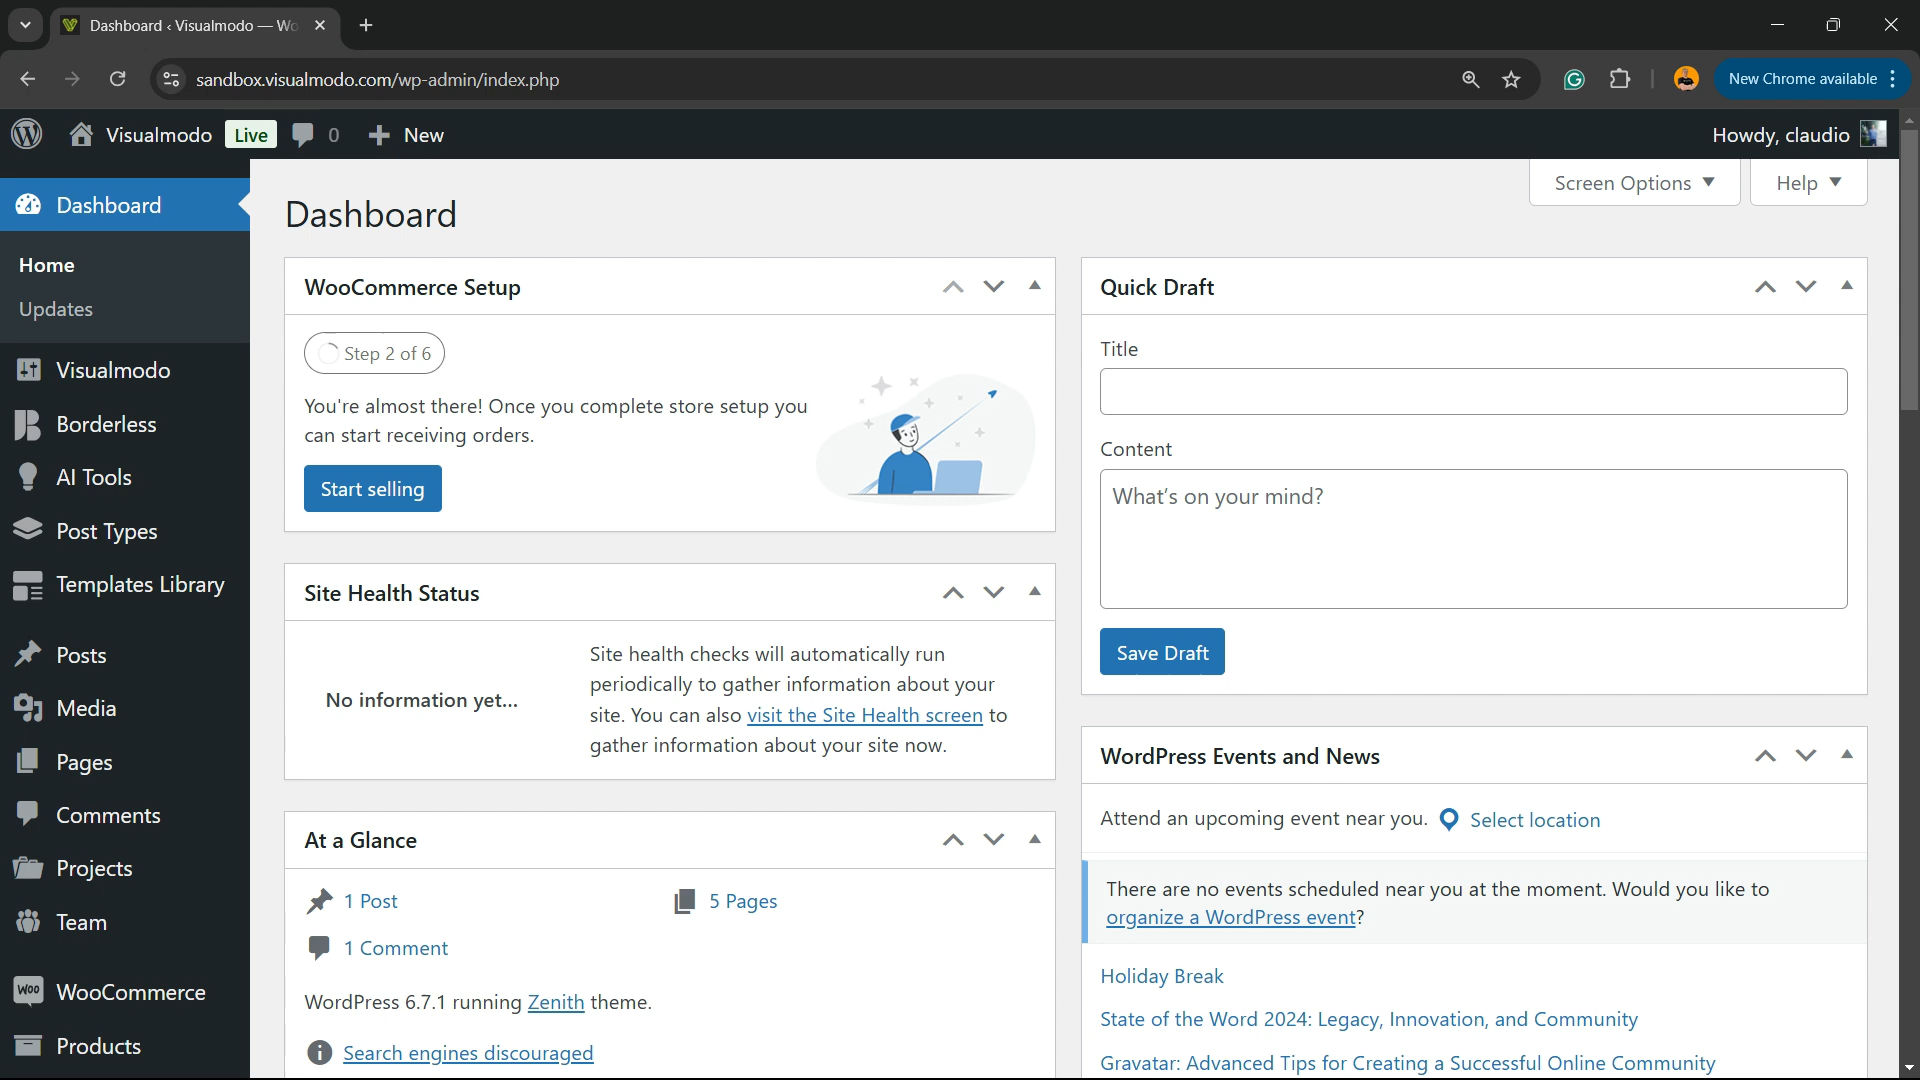 Dashboard ‹ Visualmodo — Wo
sandbox.visualmodo.com/wp-admin/index.php
New Chrome available
Visualmodo
Live
0
New
Howdy, claudio
Screen Options
Help
Dashboard
Home
Updates
Visualmodo
Borderless
AI Tools
Post Types
Templates Library
Posts
Media
Pages
Comments
Projects
Team
Woo
WooCommerce
Products
Dashboard
WooCommerce Setup
Step 2 of 6
You're almost there! Once you complete store setup you
can start receiving orders.
Start selling
Site Health Status
No information yet...
Site health checks will automatically run
periodically to gather information about your
site. You can also visit the Site Health screen to
gather information about your site now.
At a Glance
1 Post
5 Pages
1 Comment
WordPress 6.7.1 running Zenith theme.
Search engines discouraged
Quick Draft
Title
Content
What's on your mind?
Save Draft
WordPress Events and News
Attend an upcoming event near you.
Select location
There are no events scheduled near you at the moment. Would you like to
organize a WordPress event?
Holiday Break
State of the Word 2024: Legacy, Innovation, and Community
Gravatar: Advanced Tips for Creating a Successful Online Community